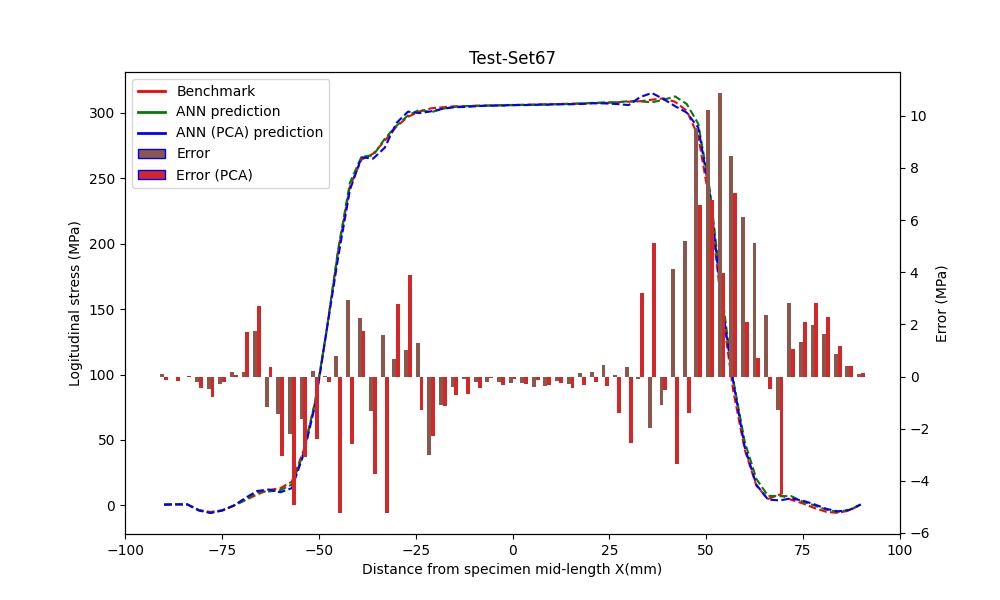 Test-Set67
Benchmark
ANN prediction
ANN (PCA) prediction
Error
Error (PCA)
300
250
200
150
100
50
0
Logitudinal stress (MPa)
10
8
6
4
2
0
−2
−4
−6
Error (MPa)
−100 −75 −50 −25 0 25 50 75 100
Distance from specimen mid-length X(mm)